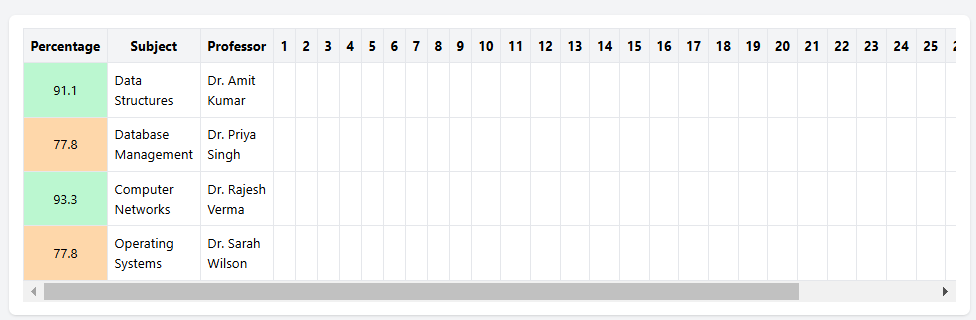 Percentage Subject Professor 1 2 3 4 5 6 7 8 9 10 11 12 13 14 15 16 17 18 19 20 21 22 23 24 25
91.1 Data Structures Dr. Amit Kumar
77.8 Database Management Dr. Priya Singh
93.3 Computer Networks Dr. Rajesh Verma
77.8 Operating Systems Dr. Sarah Wilson